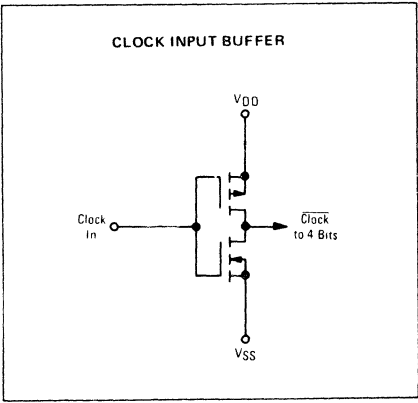 CLOCK INPUT BUFFER
VDD
Clock
In
Clock
to 4 Bits
VSS